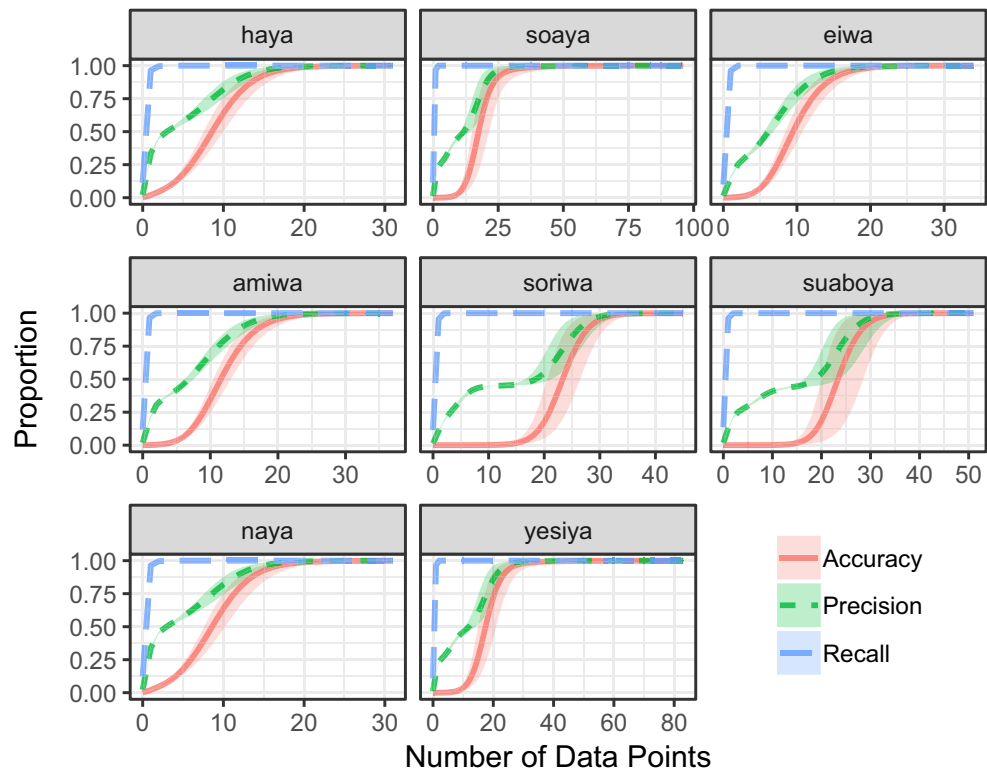 haya soaya eiwa
1.00
0.75
0.50
0.25
0.00
0 10 20 30 0 25 50 75 100 0 10 20 30
amiwa soriwa suaboya
1.00
0.75
0.50
0.25
0.00
0 10 20 30 0 10 20 30 40 0 10 20 30 40 50
naya yesiya
1.00
0.75
0.50
0.25
0.00
0 10 20 30 0 20 40 60 80
Proportion
Number of Data Points
Accuracy
Precision
Recall